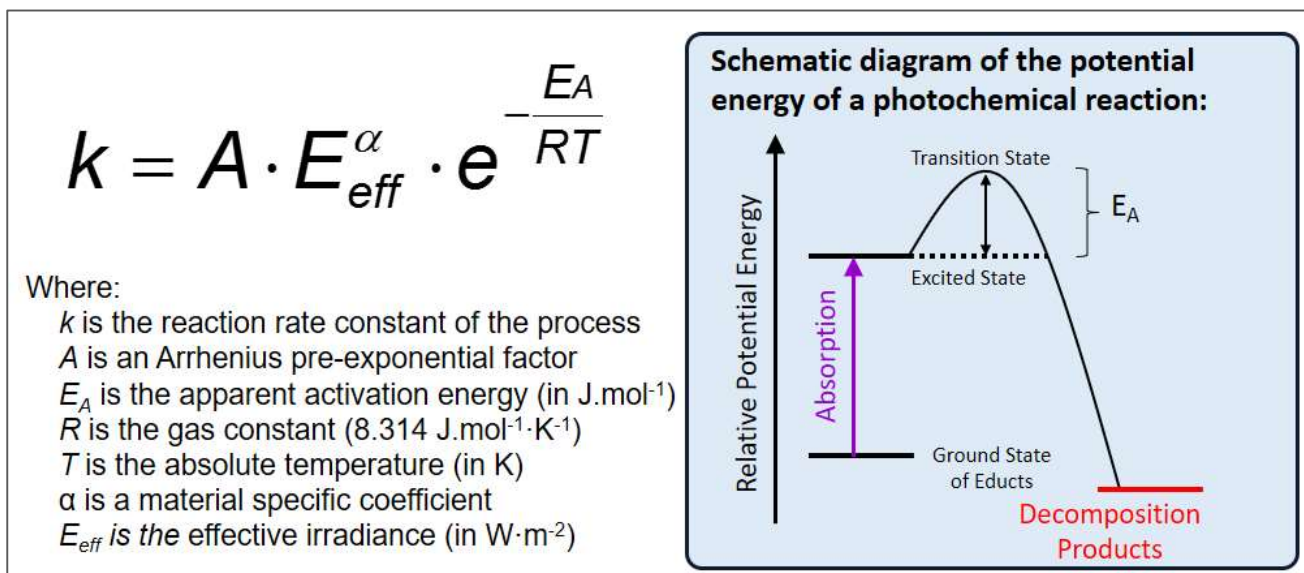 k = A · E_eff^α · e^(-E_A/RT)
Where:
k is the reaction rate constant of the process
A is an Arrhenius pre-exponential factor
E_A is the apparent activation energy (in J.mol⁻¹)
R is the gas constant (8.314 J.mol⁻¹·K⁻¹)
T is the absolute temperature (in K)
α is a material specific coefficient
E_eff is the effective irradiance (in W·m⁻²)
Schematic diagram of the potential
energy of a photochemical reaction:
Relative Potential Energy
Transition State
E_A
Excited State
Absorption
Ground State
of Educts
Decomposition
Products